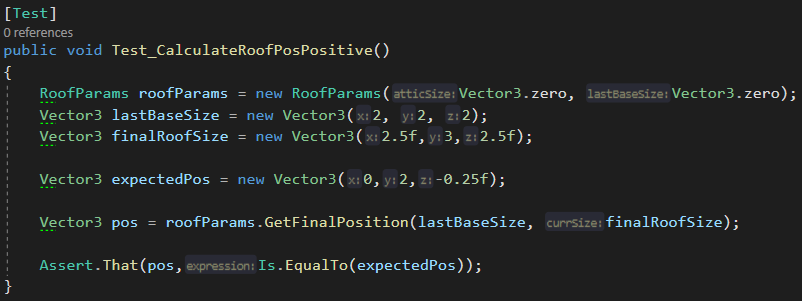 [Test]
0 references
public void Test_CalculateRoofPosPositive()
{
RoofParams roofParams = new RoofParams(atticSize:Vector3.zero, lastBaseSize:Vector3.zero);
Vector3 lastBaseSize = new Vector3(x:2, y:2, z:2);
Vector3 finalRoofSize = new Vector3(x:2.5f,y:3,z:2.5f);
Vector3 expectedPos = new Vector3(x:0,y:2,z:-0.25f);
Vector3 pos = roofParams.GetFinalPosition(lastBaseSize, currSize:finalRoofSize);
Assert.That(pos,expression:Is.EqualTo(expectedPos));
}